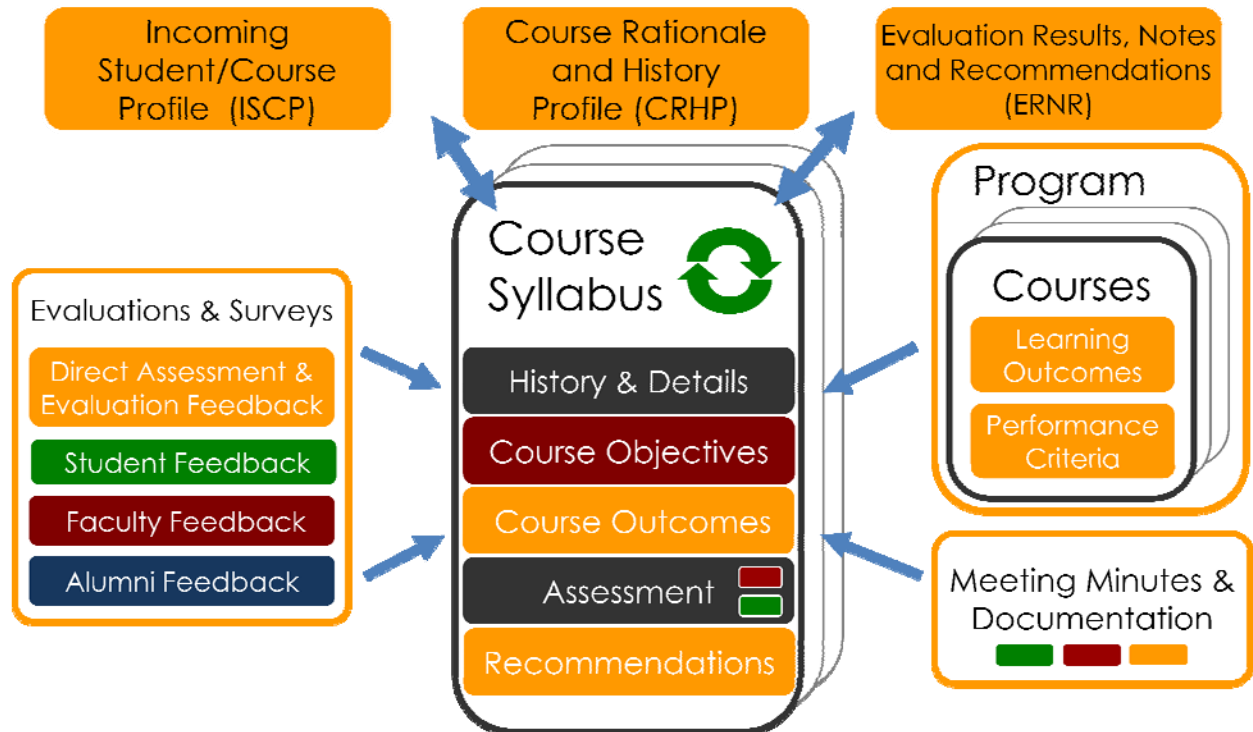 Incoming
Student/Course
Profile (ISCP)
Course Rationale
and History
Profile (CRHP)
Evaluation Results, Notes
and Recommendations
(ERNR)
Evaluations & Surveys
Direct Assessment &
Evaluation Feedback
Student Feedback
Faculty Feedback
Alumni Feedback
Course
Syllabus
History & Details
Course Objectives
Course Outcomes
Assessment
Recommendations
Program
Courses
Learning
Outcomes
Performance
Criteria
Meeting Minutes &
Documentation